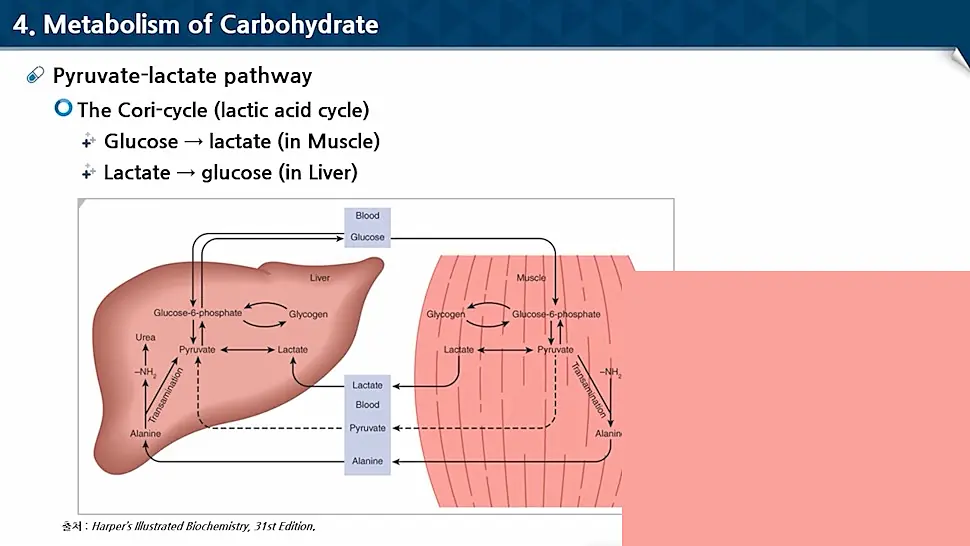 4. Metabolism of Carbohydrate
Pyruvate-lactate pathway
The Cori-cycle (lactic acid cycle)
Glucose → lactate (in Muscle)
Lactate → glucose (in Liver)
Blood
Glucose
Liver
Muscle
Glucose-6-phosphate
Glycogen
Glycogen
Glucose-6-phosphate
Urea
Pyruvate
Lactate
Lactate
Pyruvate
–NH2
Transamination
Transamination
–NH2
Lactate
Blood
Pyruvate
Alanine
Alanin
Alanine
출처 : Harper's Illustrated Biochemistry, 31st Edition.